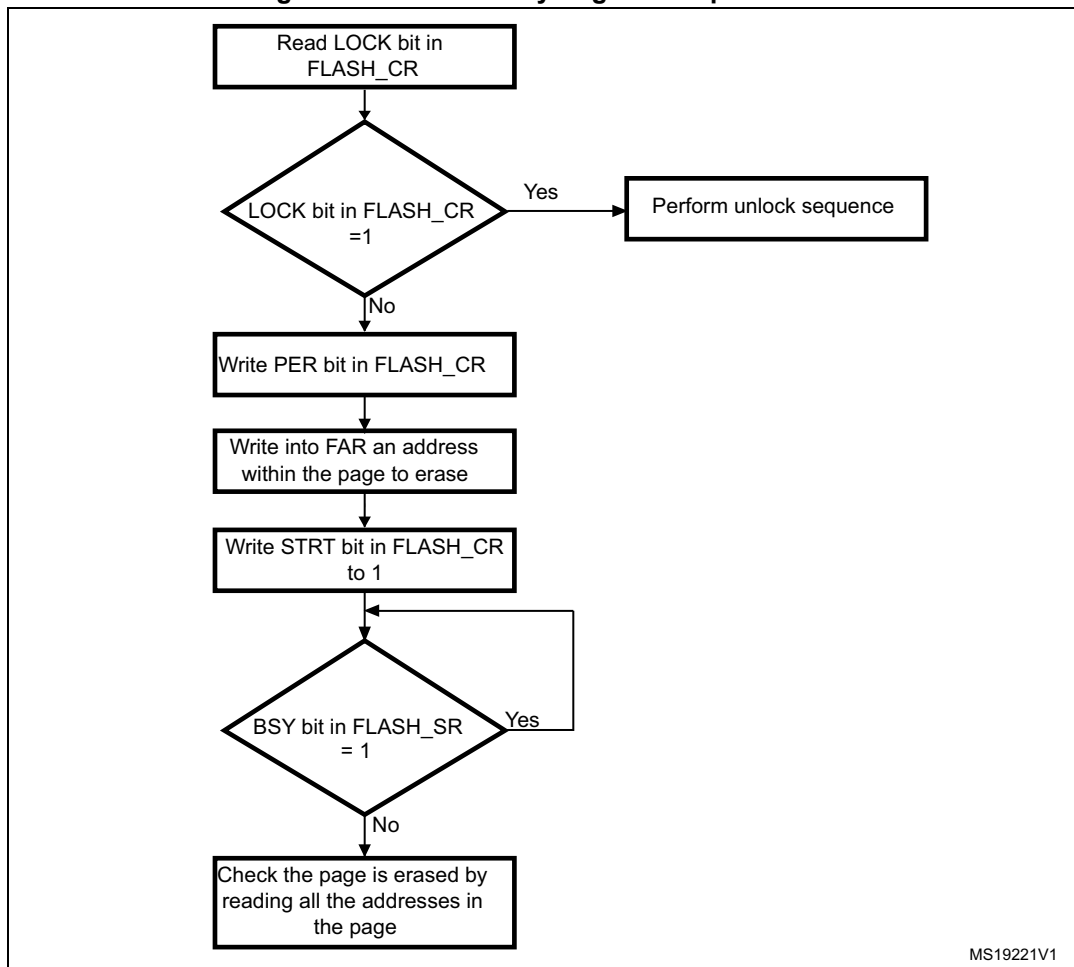 Read LOCK bit in
FLASH_CR
LOCK bit in FLASH_CR
=1
Yes
Perform unlock sequence
No
Write PER bit in FLASH_CR
Write into FAR an address
within the page to erase
Write STRT bit in FLASH_CR
to 1
BSY bit in FLASH_SR
= 1
Yes
No
Check the page is erased by
reading all the addresses in
the page
MS19221V1